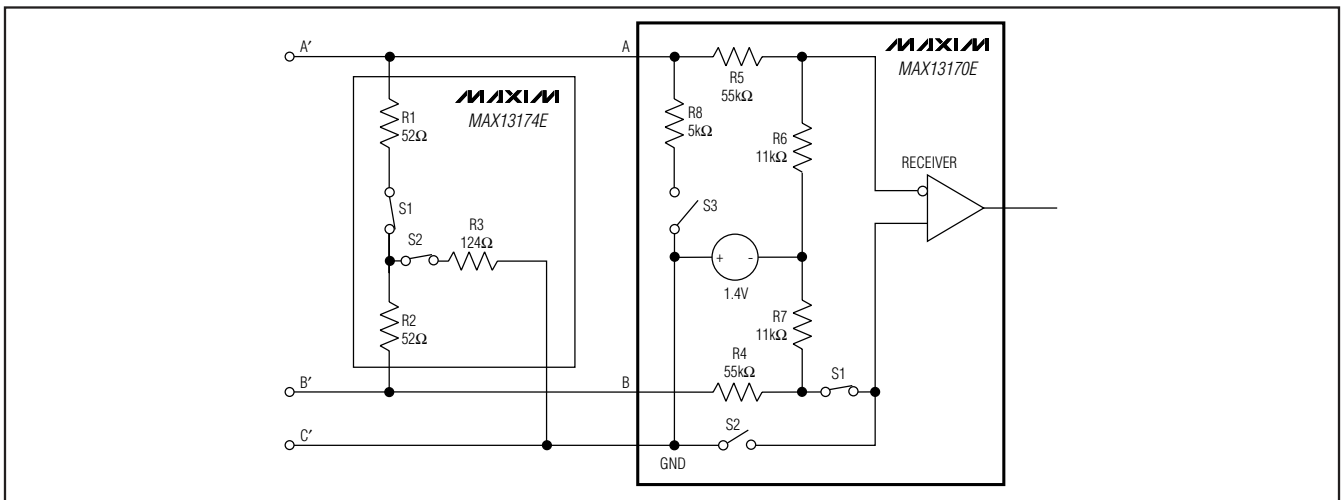 A′
A
MAXIM
MAX13170E
R5
55kΩ
MAXIM
MAX13174E
R1
52Ω
R8
5kΩ
R6
11kΩ
RECEIVER
S1
S3
R3
124Ω
S2
+
-
1.4V
R2
52Ω
R7
11kΩ
R4
55kΩ
S1
B′
B
S2
C′
GND